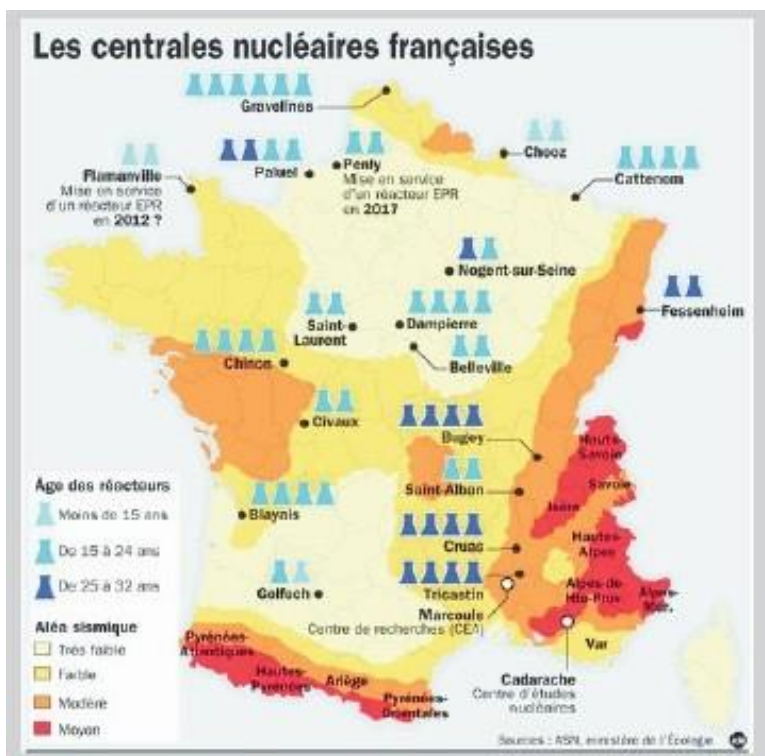 Les centrales nucléaires françaises
Gravelines
Flamanville
Mise en service
d'un réacteur EPR
en 2012 ?
Paluel
Penly
Mise en service
d'un réacteur EPR
en 2017
Chooz
Cattenom
Nogent-sur-Seine
Fessenheim
Saint-
Laurent
Dampierre
Belleville
Chinon
Civaux
Bugey
Saint-Alban
Haute-
Savoie
Savoie
Isère
Blayais
Cruas
Hautes-
Alpes
Tricastin
Golfech
Marcoule
Centre de recherches (CEA)
Alpes-de-
Hte-Prov.
Alpes-
Mar.
Var
Cadarache
Centre d'études
nucléaires
Pyrénées-
Atlantiques
Hautes-
Pyrénées
Ariège
Pyrénées-
Orientales
Âge des réacteurs
Moins de 15 ans
De 15 à 24 ans
De 25 à 32 ans
Aléa sismique
Très faible
Faible
Modéré
Moyen
Sources : ASN, ministère de l'Écologie